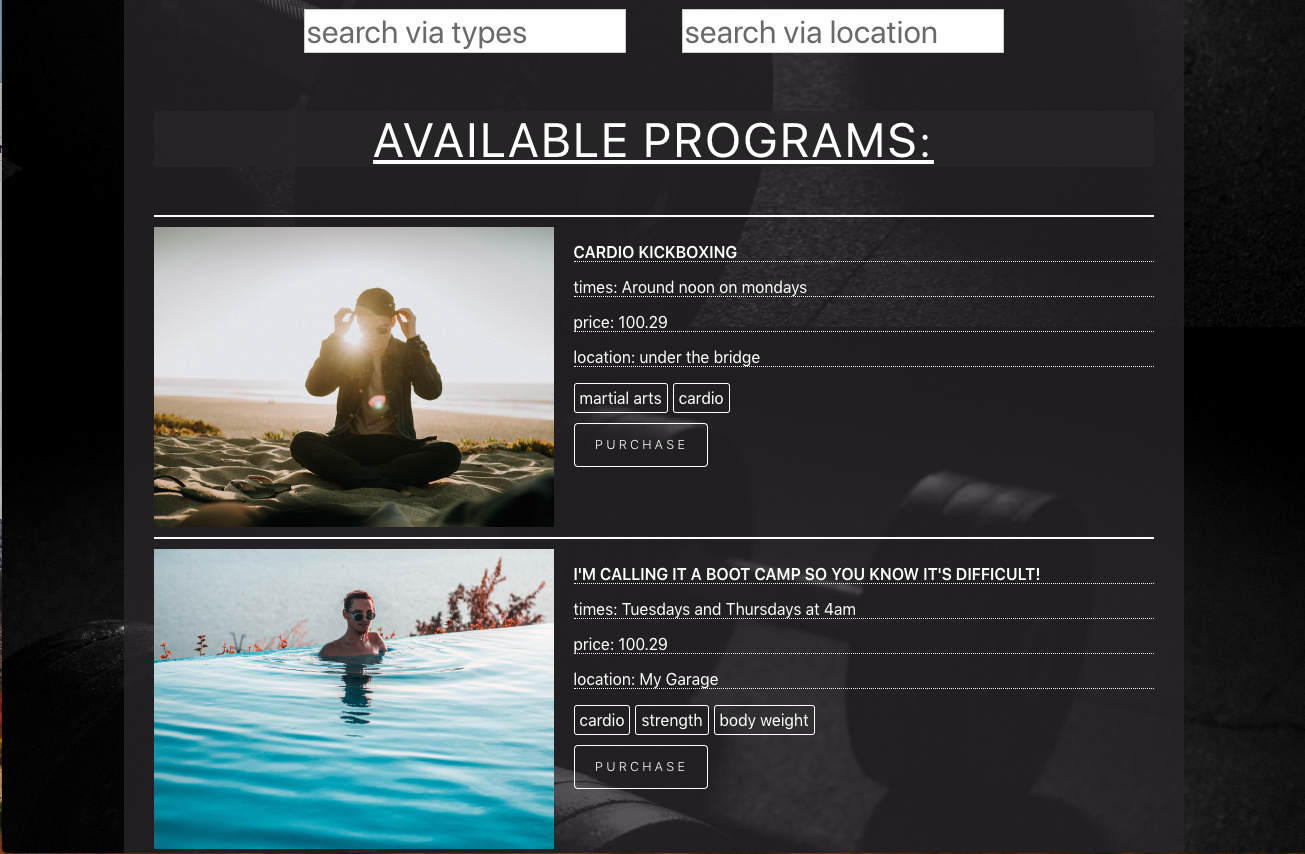 search via types
search via location
AVAILABLE PROGRAMS:
CARDIO KICKBOXING
times: Around noon on mondays
price: 100.29
location: under the bridge
martial arts cardio
PURCHASE
I'M CALLING IT A BOOT CAMP SO YOU KNOW IT'S DIFFICULT!
times: Tuesdays and Thursdays at 4am
price: 100.29
location: My Garage
cardio strength body weight
PURCHASE